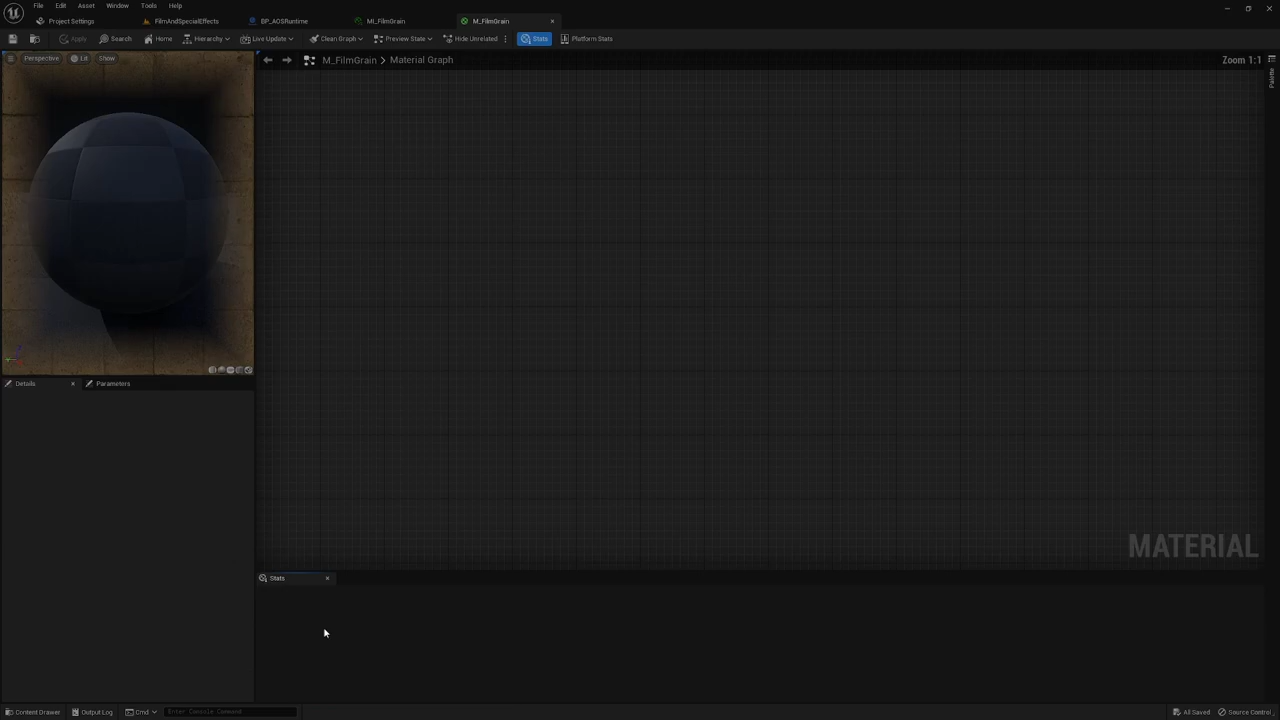 File Edit Asset Window Tools Help
Project Settings FilmAndSpecialEffects BP_AOSRuntime MI_FilmGrain M_FilmGrain
Apply Search Home Hierarchy Live Update Clean Graph Preview State Hide Unrelated Stats Platform Stats
Perspective Lit Show
M_FilmGrain > Material Graph
Zoom 1:1
Palette
MATERIAL
Details Parameters
Stats
Content Drawer Output Log Cmd Enter Console Command
All Saved Source Control